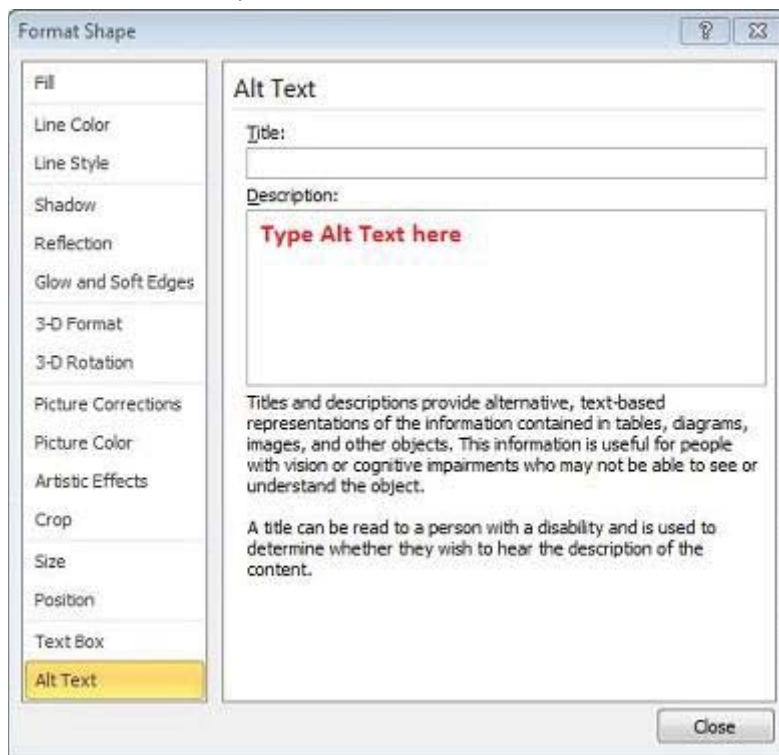 Format Shape
Fill
Line Color
Line Style
Shadow
Reflection
Glow and Soft Edges
3-D Format
3-D Rotation
Picture Corrections
Picture Color
Artistic Effects
Crop
Size
Position
Text Box
Alt Text
Alt Text
Title:
Description:
Type Alt Text here
Titles and descriptions provide alternative, text-based
representations of the information contained in tables, diagrams,
images, and other objects. This information is useful for people
with vision or cognitive impairments who may not be able to see or
understand the object.
A title can be read to a person with a disability and is used to
determine whether they wish to hear the description of the
content.
Close